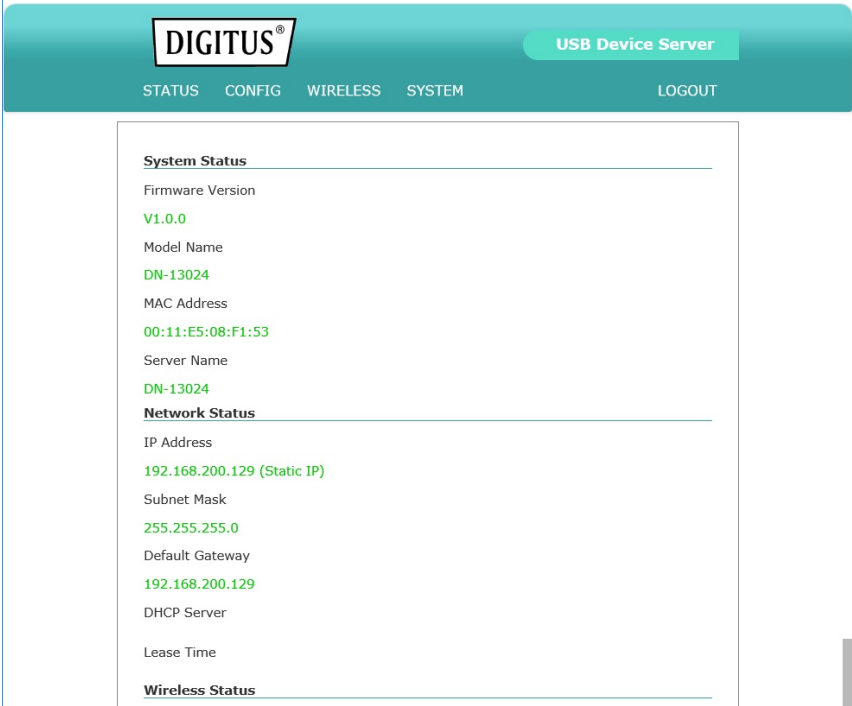 DIGITUS®
USB Device Server
STATUS CONFIG WIRELESS SYSTEM LOGOUT
System Status
Firmware Version
V1.0.0
Model Name
DN-13024
MAC Address
00:11:E5:08:F1:53
Server Name
DN-13024
Network Status
IP Address
192.168.200.129 (Static IP)
Subnet Mask
255.255.255.0
Default Gateway
192.168.200.129
DHCP Server
Lease Time
Wireless Status